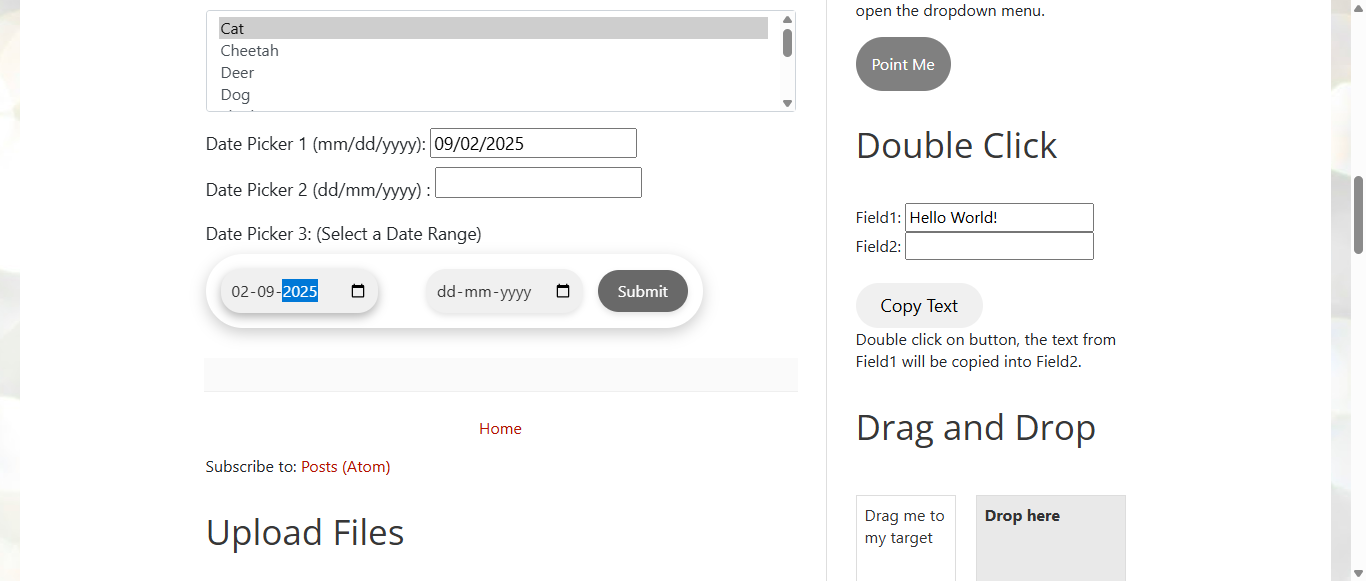 Cat
Cheetah
Deer
Dog
Date Picker 1 (mm/dd/yyyy): 09/02/2025
Date Picker 2 (dd/mm/yyyy) :
Date Picker 3: (Select a Date Range)
02-09-2025
dd-mm-yyyy
Submit
Home
Subscribe to: Posts (Atom)
Upload Files
open the dropdown menu.
Point Me
Double Click
Field1: Hello World!
Field2:
Copy Text
Double click on button, the text from
Field1 will be copied into Field2.
Drag and Drop
Drag me to
my target
Drop here